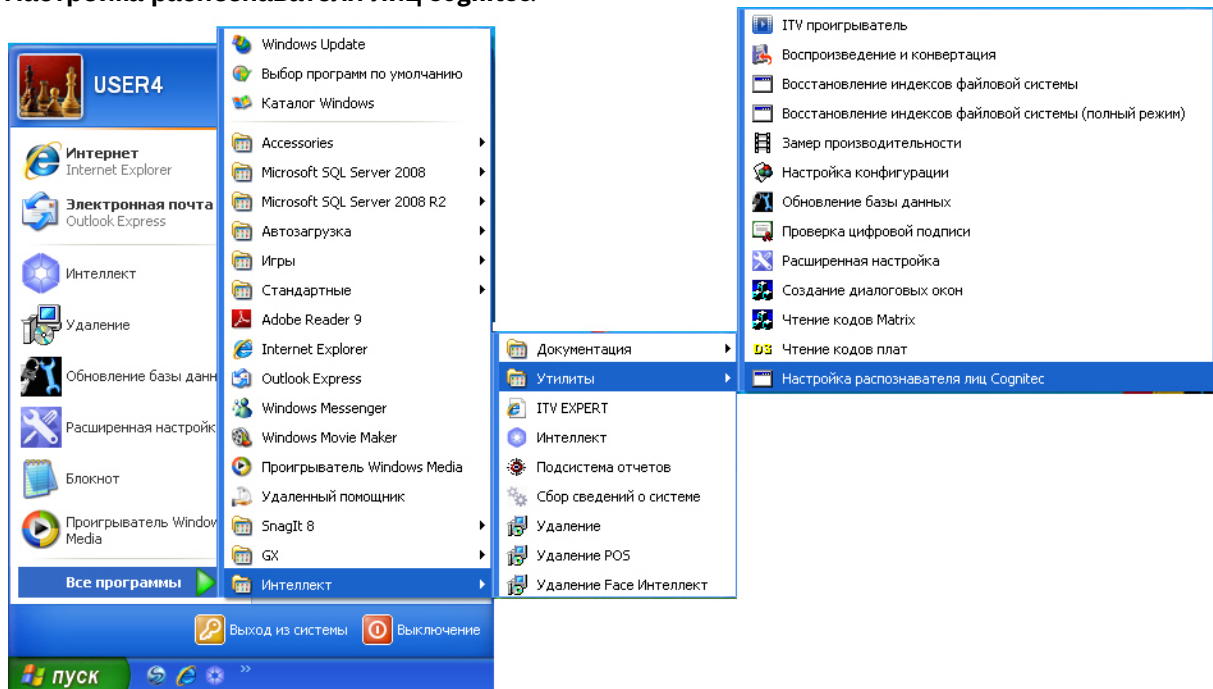 Настройка распознавателя лиц Cognitec.
USER4
Интернет
Internet Explorer
Электронная почта
Outlook Express
Интеллект
Удаление
Обновление базы данн
Расширенная настройк
Блокнот
Проигрыватель Window
Media
Все программы
Выход из системы
Выключение
пуск
»
Windows Update
Выбор программ по умолчанию
Каталог Windows
Accessories
Microsoft SQL Server 2008
Microsoft SQL Server 2008 R2
Автозагрузка
Игры
Стандартные
Adobe Reader 9
Internet Explorer
Outlook Express
Windows Messenger
Windows Movie Maker
Проигрыватель Windows Media
Удаленный помощник
SnagIt 8
GX
Интеллект
Документация
Утилиты
ITV EXPERT
Интеллект
Подсистема отчетов
Сбор сведений о системе
Удаление
Удаление POS
Удаление Face Интеллект
ITV проигрыватель
Воспроизведение и конвертация
Восстановление индексов файловой системы
Восстановление индексов файловой системы (полный режим)
Замер производительности
Настройка конфигурации
Обновление базы данных
Проверка цифровой подписи
Расширенная настройка
Создание диалоговых окон
Чтение кодов Matrix
Чтение кодов плат
Настройка распознавателя лиц Cognitec